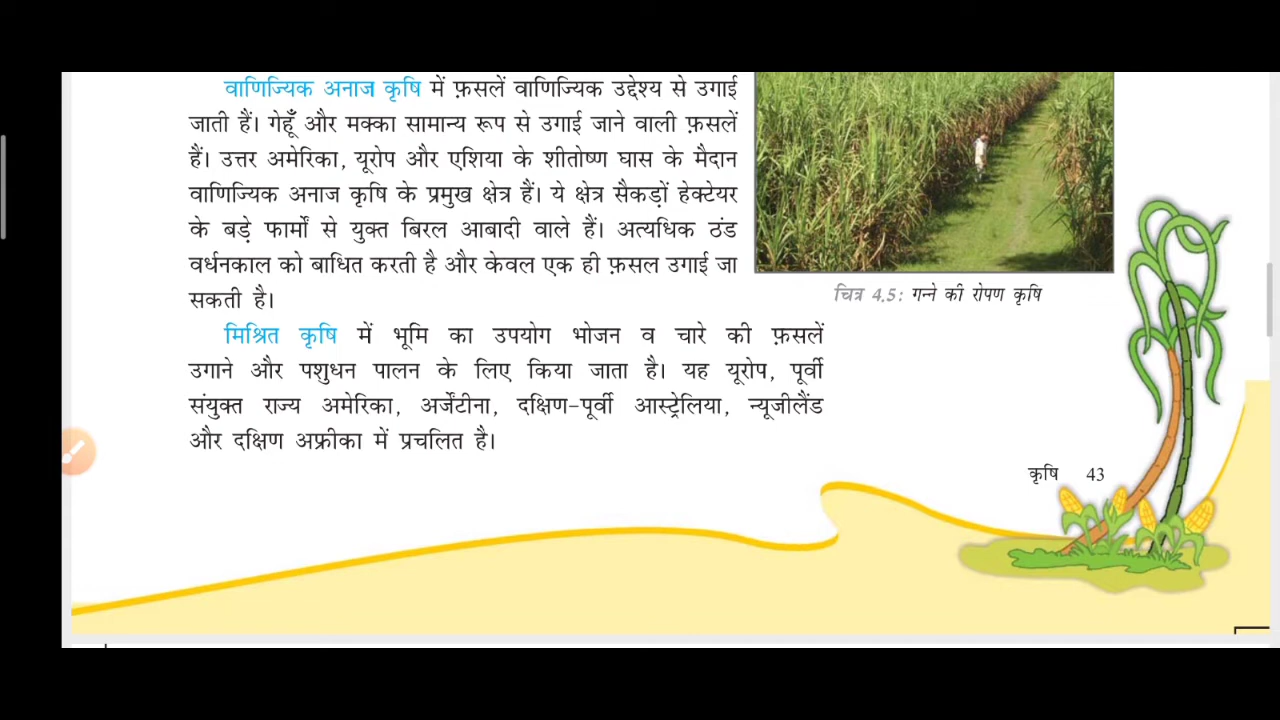 वाणिज्यिक अनाज कृषि में फ़सलें वाणिज्यिक उद्देश्य से उगाई
जाती हैं। गेहूँ और मक्का सामान्य रूप से उगाई जाने वाली फ़सलें
हैं। उत्तर अमेरिका, यूरोप और एशिया के शीतोष्ण घास के मैदान
वाणिज्यिक अनाज कृषि के प्रमुख क्षेत्र हैं। ये क्षेत्र सैकड़ों हेक्टेयर
के बड़े फार्मों से युक्त बिरल आबादी वाले हैं। अत्यधिक ठंड
वर्धनकाल को बाधित करती है और केवल एक ही फ़सल उगाई जा
सकती है।
चित्र 4.5: गन्ने की रोपण कृषि
मिश्रित कृषि में भूमि का उपयोग भोजन व चारे की फ़सलें
उगाने और पशुधन पालन के लिए किया जाता है। यह यूरोप, पूर्वी
संयुक्त राज्य अमेरिका, अर्जेंटीना, दक्षिण-पूर्वी आस्ट्रेलिया, न्यूजीलैंड
और दक्षिण अफ्रीका में प्रचलित है।
कृषि 43